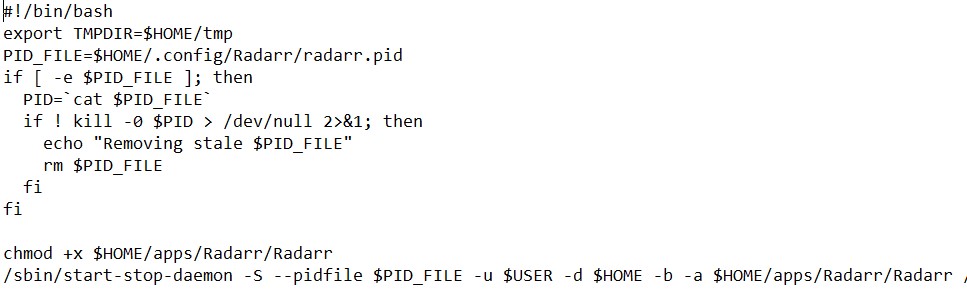 #!/bin/bash
export TMPDIR=$HOME/tmp
PID_FILE=$HOME/.config/Radarr/radarr.pid
if [ -e $PID_FILE ]; then
  PID=`cat $PID_FILE`
  if ! kill -0 $PID > /dev/null 2>&1; then
    echo "Removing stale $PID_FILE"
    rm $PID_FILE
  fi
fi

chmod +x $HOME/apps/Radarr/Radarr
/sbin/start-stop-daemon -S --pidfile $PID_FILE -u $USER -d $HOME -b -a $HOME/apps/Radarr/Radarr /